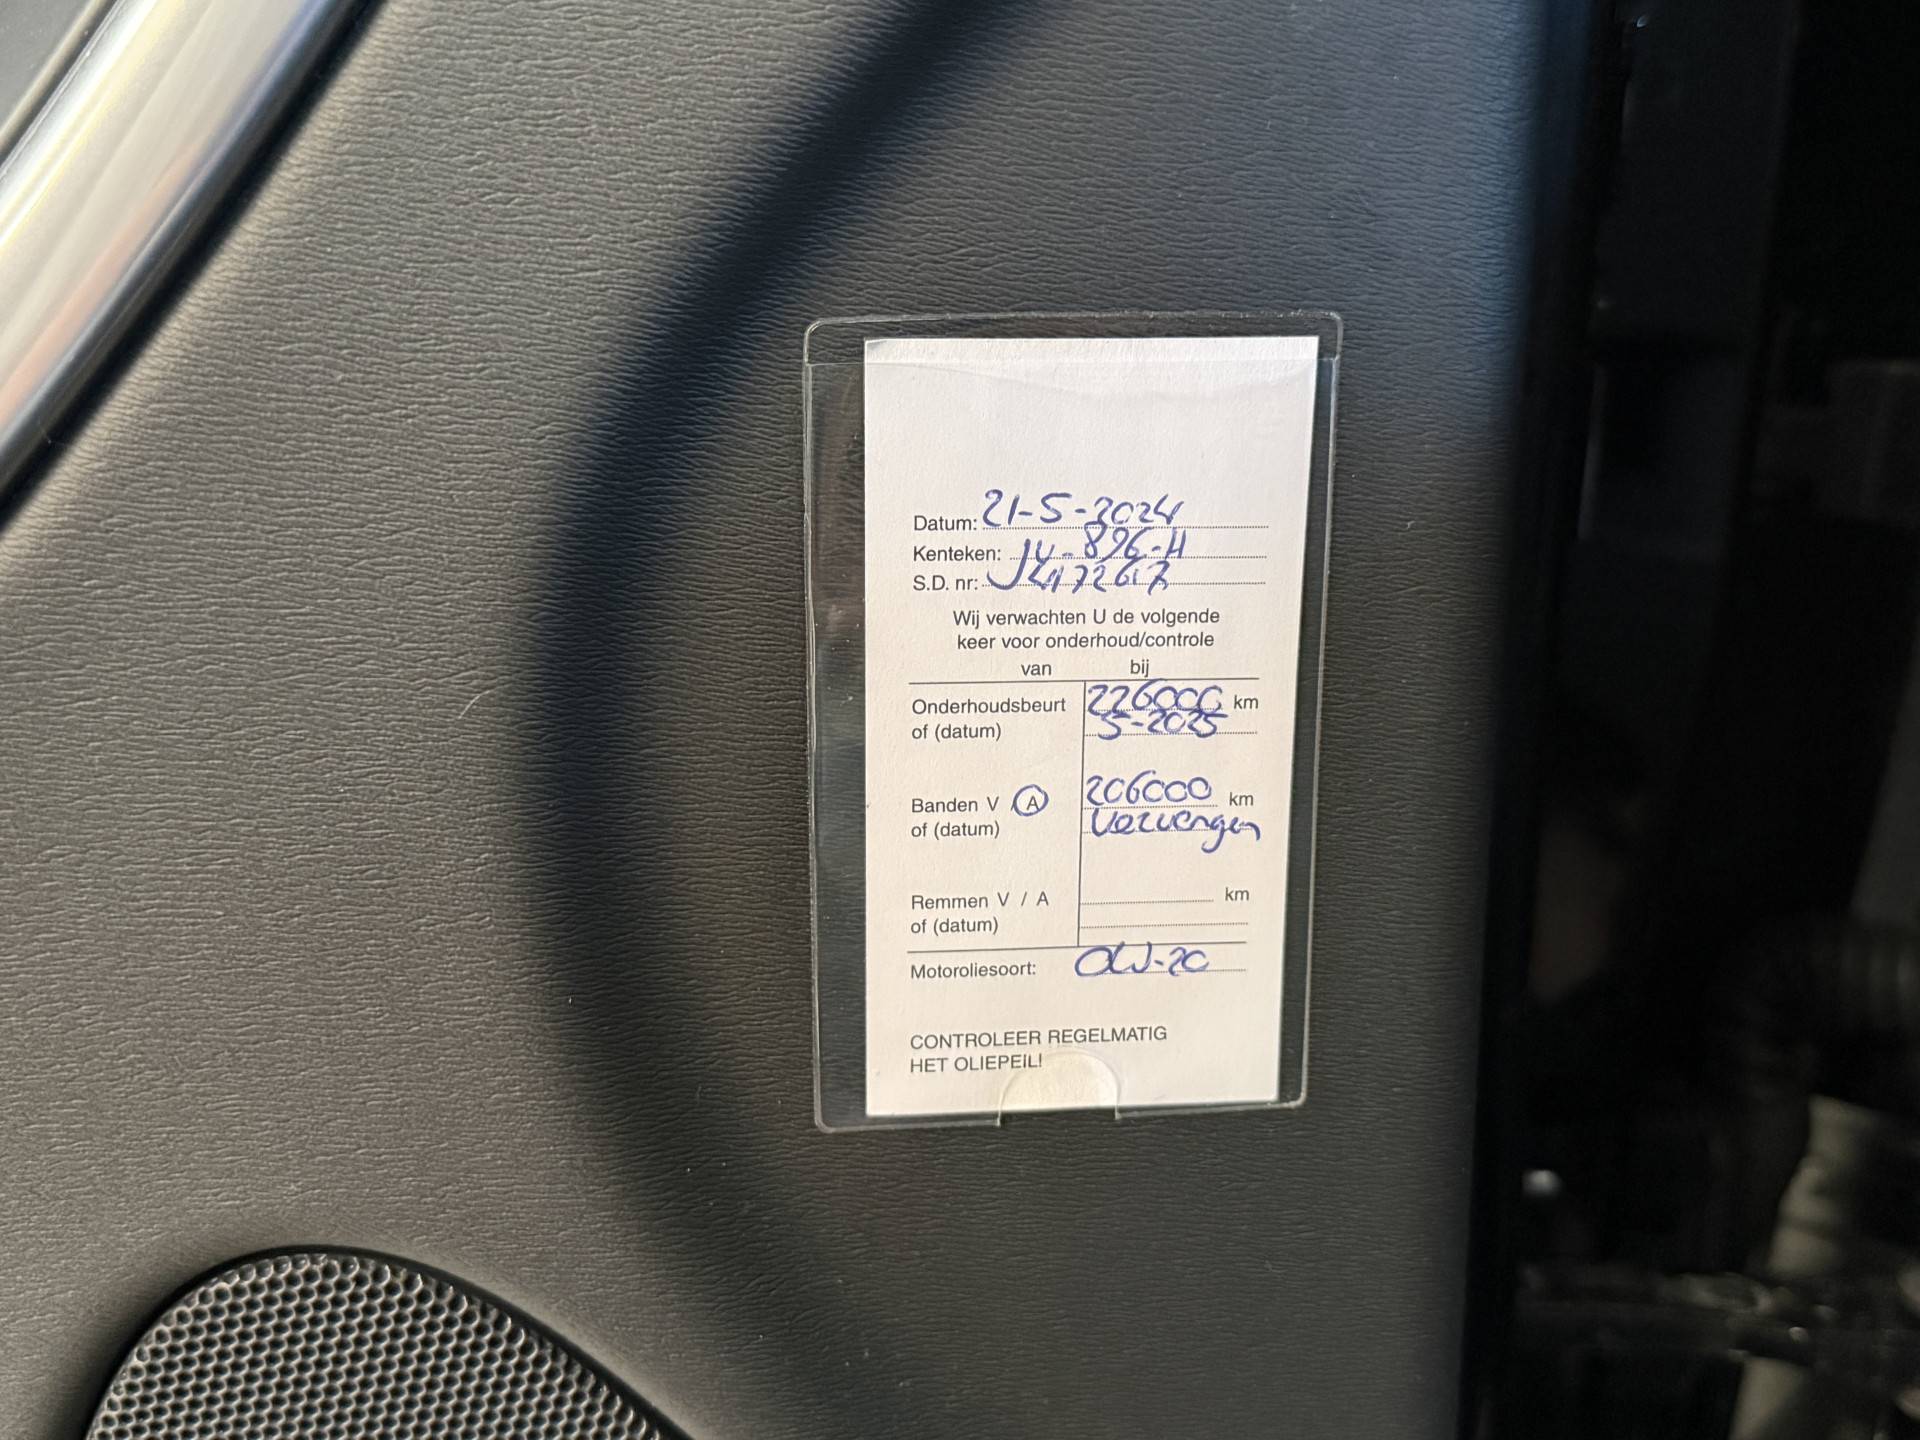 Datum: 21-5-2024
Kenteken: JV-896-H
S.D. nr:
Wij verwachten U de volgende
keer voor onderhoud/controle
van bij
Onderhoudsbeurt 226000 km
of (datum) 5-2025
Banden V / A 206000 km
of (datum) Vervangen
Remmen V / A km
of (datum)
Motoroliesoort: 0W-20
CONTROLEER REGELMATIG
HET OLIEPEIL!